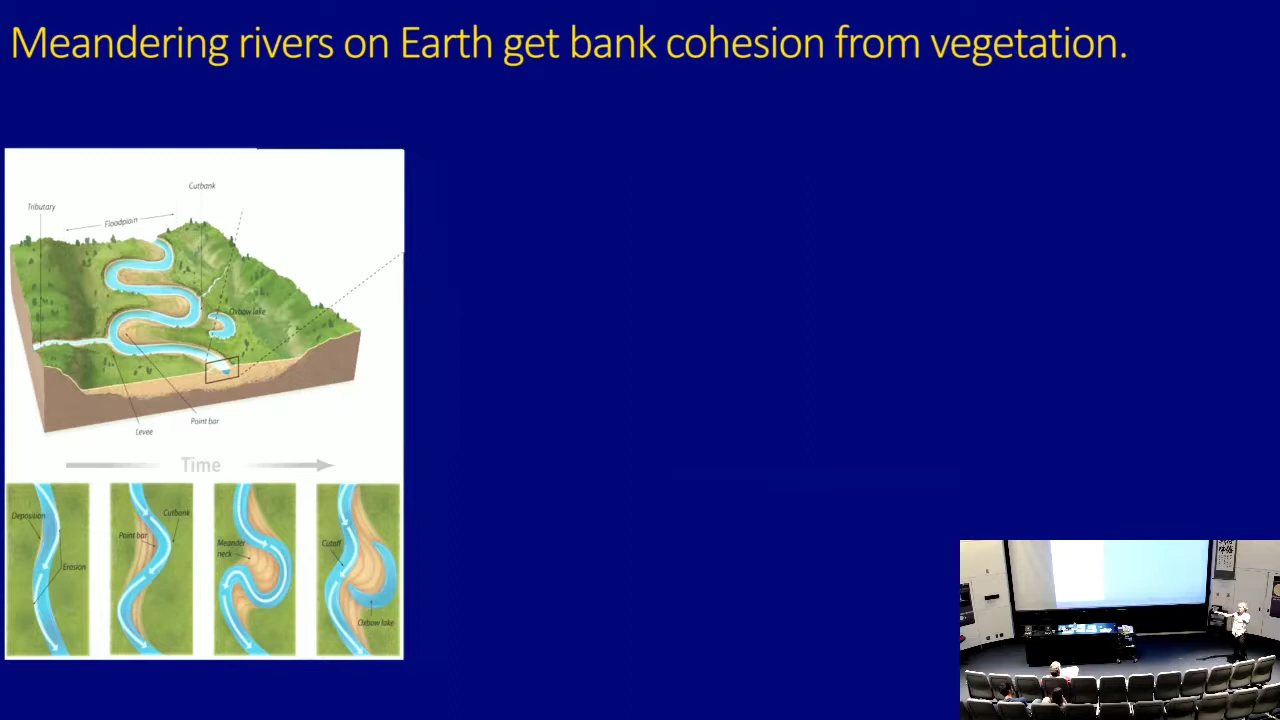 Meandering rivers on Earth get bank cohesion from vegetation.
Cutbank
Tributary
Floodplain
Oxbow lake
Point bar
Levee
Time
Deposition
Erosion
Point bar
Cutbank
Meander
neck
Cutoff
Oxbow lake